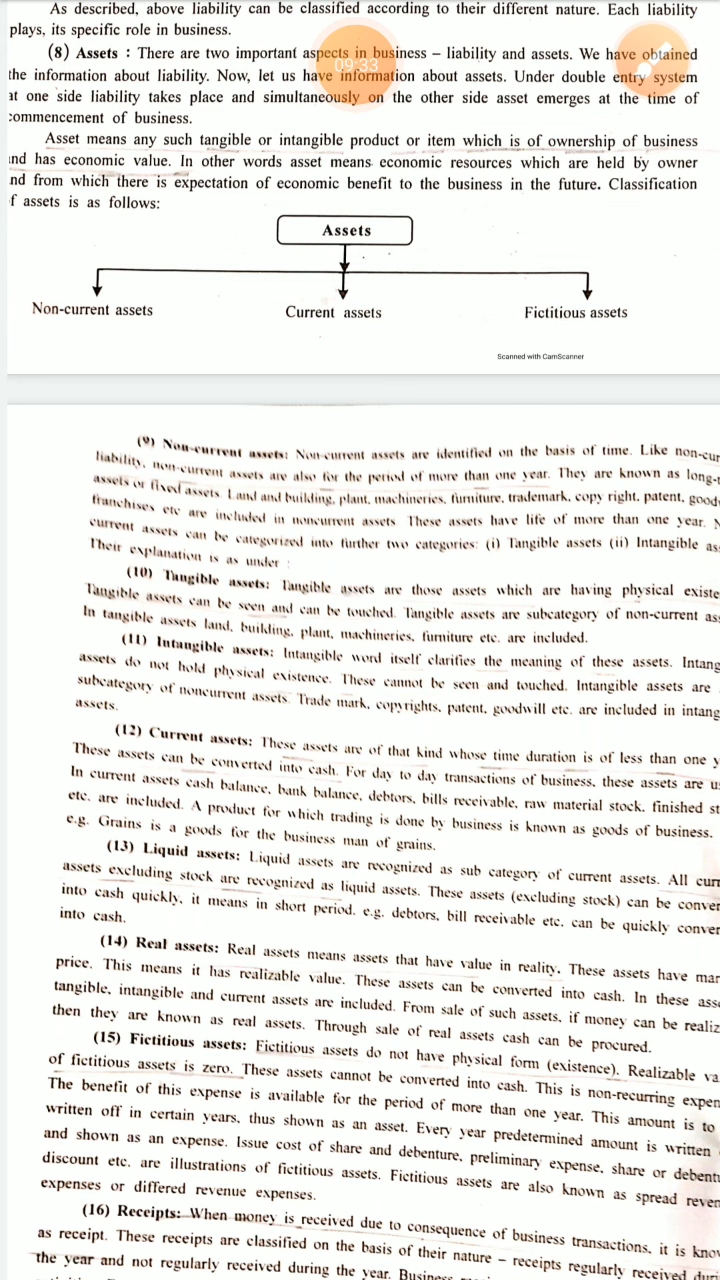 As described, above liability can be classified according to their different nature. Each liability
plays, its specific role in business.
(8) Assets : There are two important aspects in business – liability and assets. We have obtained
the information about liability. Now, let us have information about assets. Under double entry system
at one side liability takes place and simultaneously on the other side asset emerges at the time of
commencement of business.
09:33
Asset means any such tangible or intangible product or item which is of ownership of business
and has economic value. In other words asset means economic resources which are held by owner
nd from which there is expectation of economic benefit to the business in the future. Classification
f assets is as follows:
Assets
Non-current assets Current assets Fictitious assets
Scanned with CamScanner
(9) Non-current assets: Non-current assets are identified on the basis of time. Like non-cur
liability, non-current assets are also for the period of more than one year. They are known as long-t
assets or fixed assets. Land and building, plant, machineries, furniture, trademark, copy right, patent, good
franchises etc are included in noncurrent assets These assets have life of more than one year. N
current assets can be categorized into further two categories: (i) Tangible assets (ii) Intangible as
Their explanation is as under :
(10) Tangible assets: Tangible assets are those assets which are having physical existe
Tangible assets can be seen and can be touched. Tangible assets are subcategory of non-current ass
In tangible assets land, building, plant, machineries, furniture etc. are included.
(11) Intangible assets: Intangible word itself clarifies the meaning of these assets. Intang
assets do not hold physical existence. These cannot be seen and touched. Intangible assets are
subcategory of noncurrent assets. Trade mark, copyrights, patent, goodwill etc. are included in intang
assets.
(12) Current assets: These assets are of that kind whose time duration is of less than one y
These assets can be converted into cash. For day to day transactions of business, these assets are u
In current assets cash balance, bank balance, debtors, bills receivable, raw material stock, finished st
etc. are included. A product for which trading is done by business is known as goods of business.
e.g. Grains is a goods for the business man of grains.
(13) Liquid assets: Liquid assets are recognized as sub category of current assets. All curr
assets excluding stock are recognized as liquid assets. These assets (excluding stock) can be conver
into cash quickly, it means in short period. e.g. debtors, bill receivable etc. can be quickly conver
into cash.
(14) Real assets: Real assets means assets that have value in reality. These assets have mar
price. This means it has realizable value. These assets can be converted into cash. In these asse
tangible, intangible and current assets are included. From sale of such assets, if money can be realiz
then they are known as real assets. Through sale of real assets cash can be procured.
(15) Fictitious assets: Fictitious assets do not have physical form (existence). Realizable va
of fictitious assets is zero. These assets cannot be converted into cash. This is non-recurring expen
The benefit of this expense is available for the period of more than one year. This amount is to
written off in certain years, thus shown as an asset. Every year predetermined amount is written
and shown as an expense. Issue cost of share and debenture, preliminary expense, share or debentu
discount etc. are illustrations of fictitious assets. Fictitious assets are also known as spread reven
expenses or differed revenue expenses.
(16) Receipts: When money is received due to consequence of business transactions, it is know
as receipt. These receipts are classified on the basis of their nature – receipts regularly received duri
the year and not regularly received during the year. Business